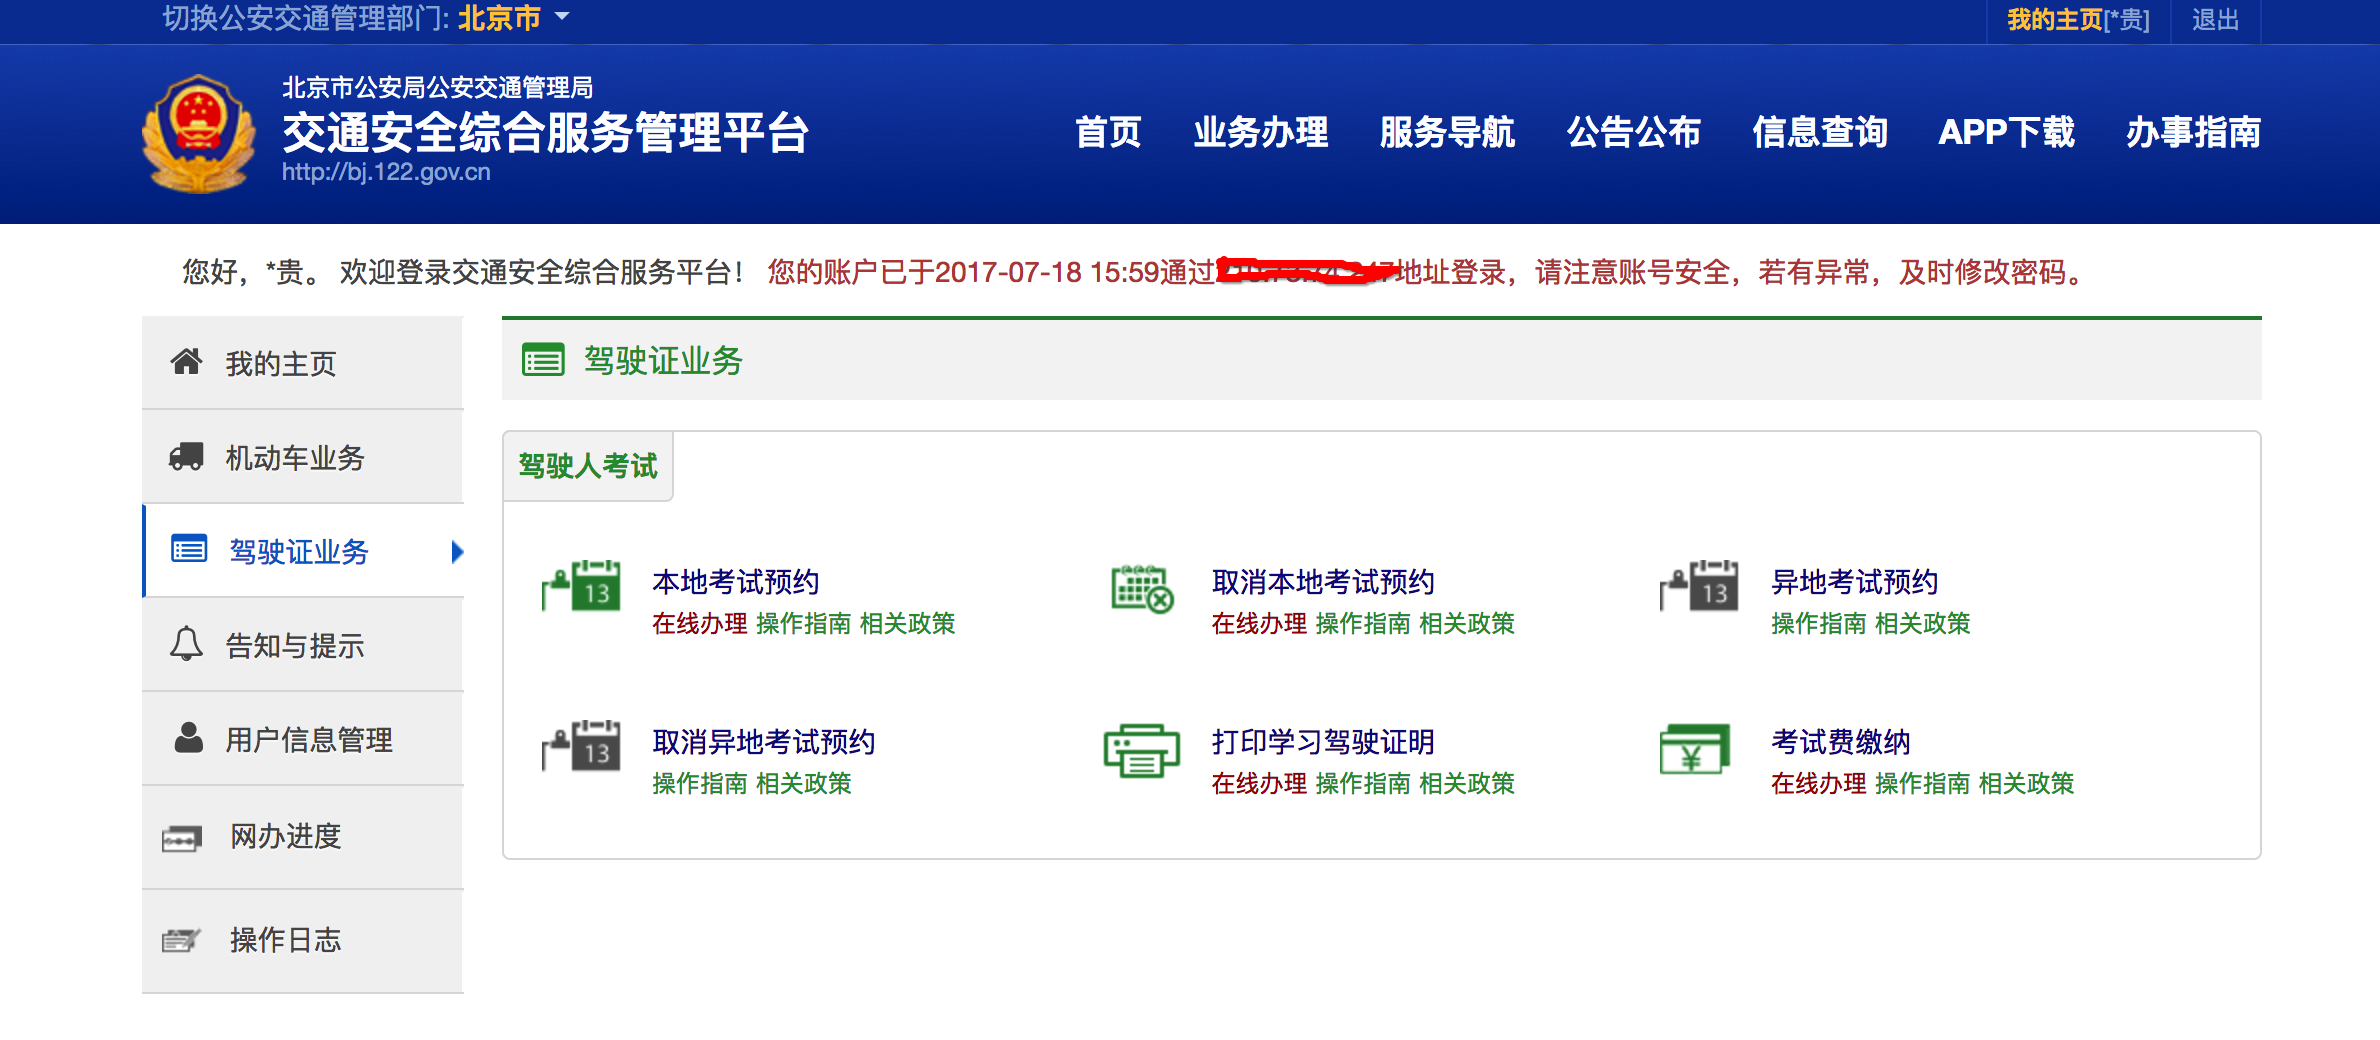 切换公安交通管理部门: 北京市
我的主页[*贵] 退出
北京市公安局公安交通管理局
交通安全综合服务管理平台
http://bj.122.gov.cn
首页 业务办理 服务导航 公告公布 信息查询 APP下载 办事指南
您好，*贵。 欢迎登录交通安全综合服务平台！ 您的账户已于2017-07-18 15:59通过地址登录，请注意账号安全，若有异常，及时修改密码。
我的主页
机动车业务
驾驶证业务
告知与提示
用户信息管理
网办进度
操作日志
驾驶证业务
驾驶人考试
13
本地考试预约
在线办理 操作指南 相关政策
取消本地考试预约
在线办理 操作指南 相关政策
13
异地考试预约
操作指南 相关政策
13
取消异地考试预约
操作指南 相关政策
打印学习驾驶证明
在线办理 操作指南 相关政策
¥
考试费缴纳
在线办理 操作指南 相关政策